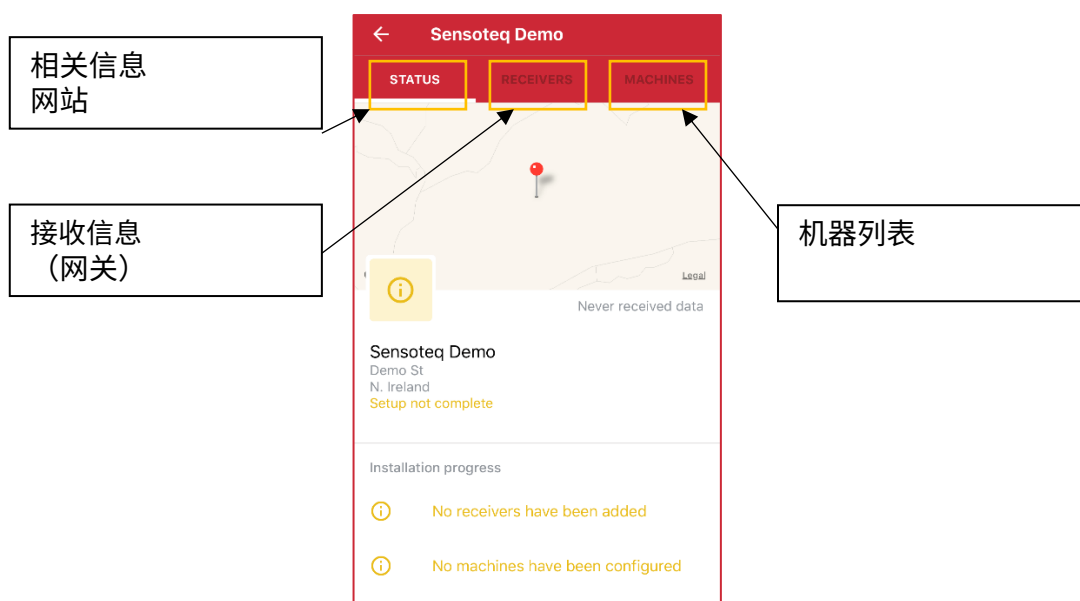 Sensoteq Demo
相关信息
网站
STATUS
RECEIVERS
MACHINES
接收信息
（网关）
机器列表
Legal
Never received data
Sensoteq Demo
Demo St
N. Ireland
Setup not complete
Installation progress
No receivers have been added
No machines have been configured